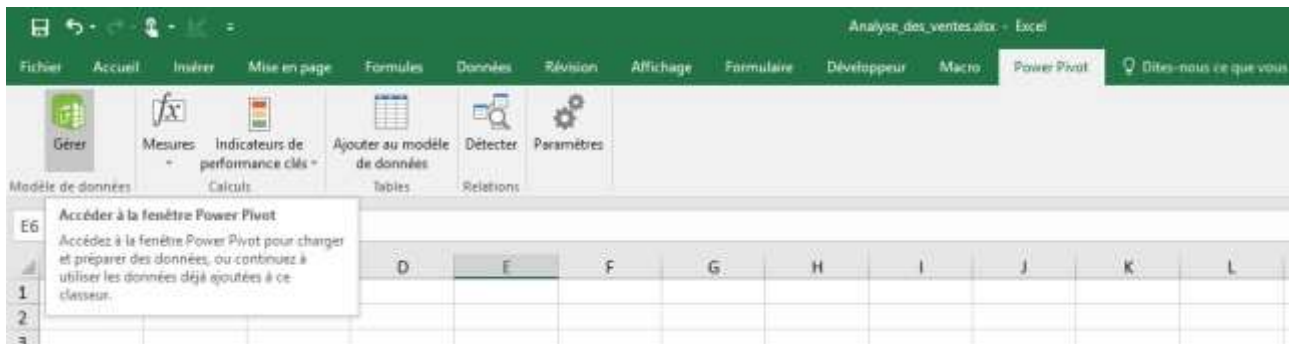 Analyse_des_ventes.xlsx - Excel
Fichier Accueil Insérer Mise en page Formules Données Révision Affichage Formulaire Développeur Macro Power Pivot Dites-nous ce que vous
Gérer
Mesures
Indicateurs de performance clés
Ajouter au modèle de données
Détecter
Paramètres
Modèle de données Calculs Tables Relations
E6
Accéder à la fenêtre Power Pivot
Accédez à la fenêtre Power Pivot pour charger
et préparer des données, ou continuez à
utiliser les données déjà ajoutées à ce
classeur.
D E F G H I J K L
1
2
3